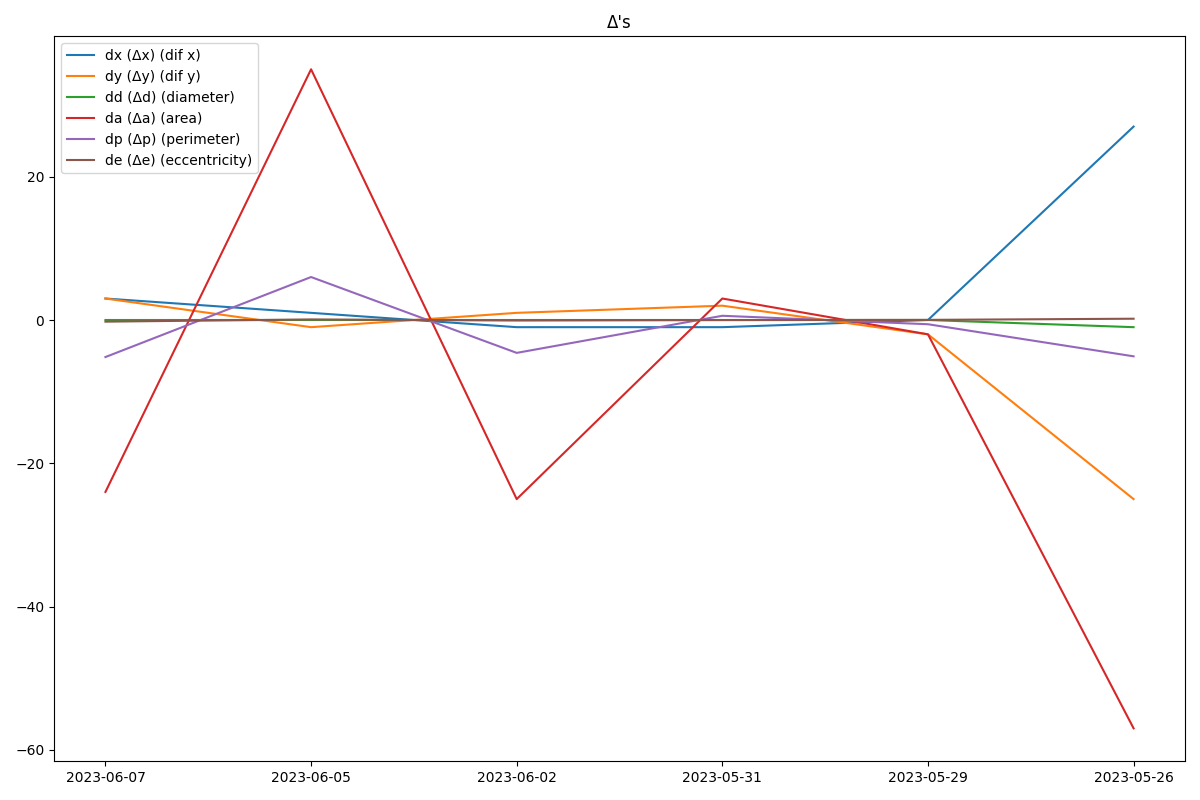 Δ's
dx (Δx) (dif x)
dy (Δy) (dif y)
dd (Δd) (diameter)
da (Δa) (area)
dp (Δp) (perimeter)
de (Δe) (eccentricity)
20
0
−20
−40
−60
2023-06-07 2023-06-05 2023-06-02 2023-05-31 2023-05-29 2023-05-26